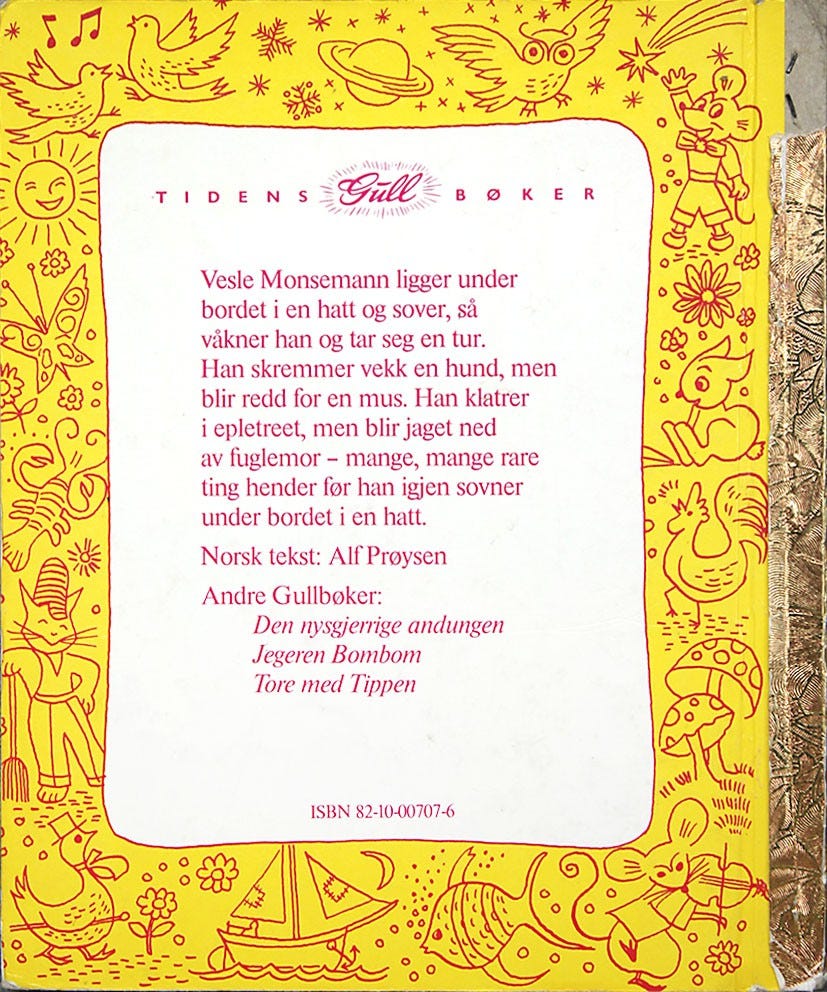 TIDENS Gull BØKER
Vesle Monsemann ligger under
bordet i en hatt og sover, så
våkner han og tar seg en tur.
Han skremmer vekk en hund, men
blir redd for en mus. Han klatrer
i epletreet, men blir jaget ned
av fuglemor – mange, mange rare
ting hender før han igjen sovner
under bordet i en hatt.
Norsk tekst: Alf Prøysen
Andre Gullbøker:
Den nysgjerrige andungen
Jegeren Bombom
Tore med Tippen
ISBN 82-10-00707-6